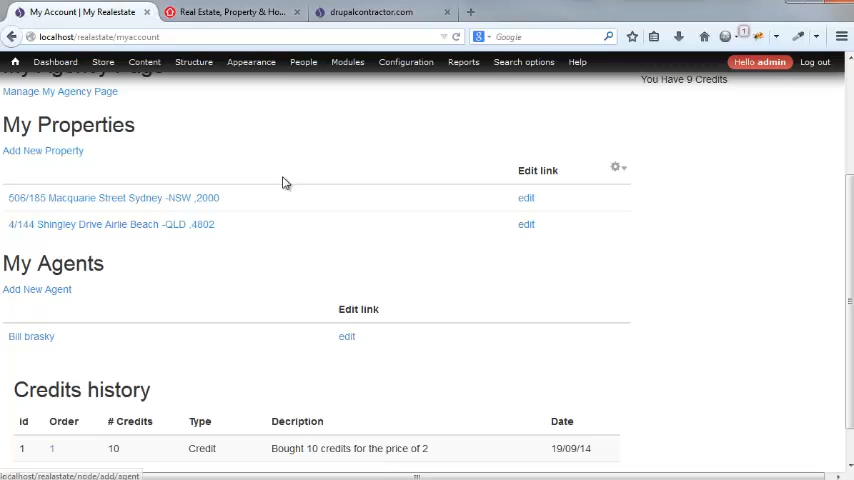 My Account | My Realestate
Real Estate, Property & Ho...
drupalcontractor.com
localhost/realstate/myaccount
Google
1
Dashboard Store Content Structure Appearance People Modules Configuration Reports Search options Help Hello admin Log out
My Agency Page
You Have 9 Credits
Manage My Agency Page
My Properties
Add New Property
Edit link
506/185 Macquarie Street Sydney -NSW ,2000 edit
4/144 Shingley Drive Airlie Beach -QLD ,4802 edit
My Agents
Add New Agent
Edit link
Bill brasky edit
Credits history
id Order # Credits Type Decription Date
1 1 10 Credit Bought 10 credits for the price of 2 19/09/14
localhost/realstate/node/add/agent